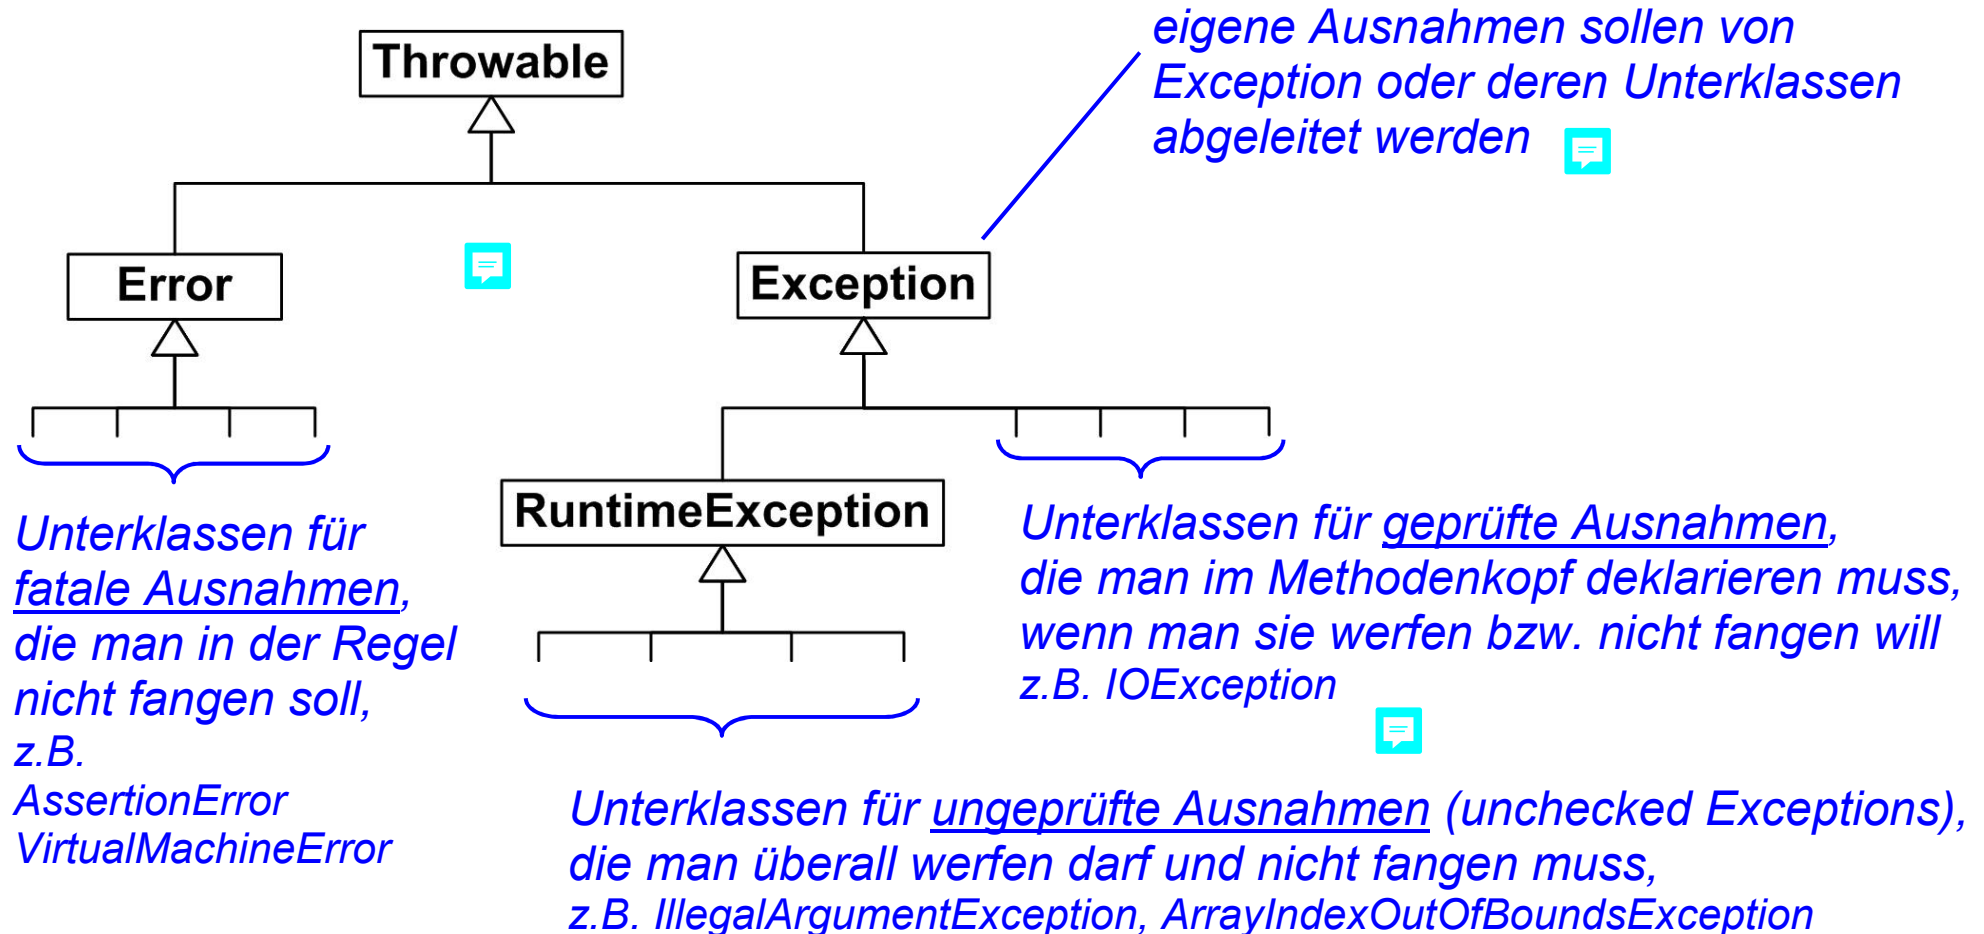 Throwable
eigene Ausnahmen sollen von
Exception oder deren Unterklassen
abgeleitet werden
Error
Exception
RuntimeException
Unterklassen für
fatale Ausnahmen,
die man in der Regel
nicht fangen soll,
z.B.
AssertionError
VirtualMachineError
Unterklassen für geprüfte Ausnahmen,
die man im Methodenkopf deklarieren muss,
wenn man sie werfen bzw. nicht fangen will
z.B. IOException
Unterklassen für ungeprüfte Ausnahmen (unchecked Exceptions),
die man überall werfen darf und nicht fangen muss,
z.B. IllegalArgumentException, ArrayIndexOutOfBoundsException